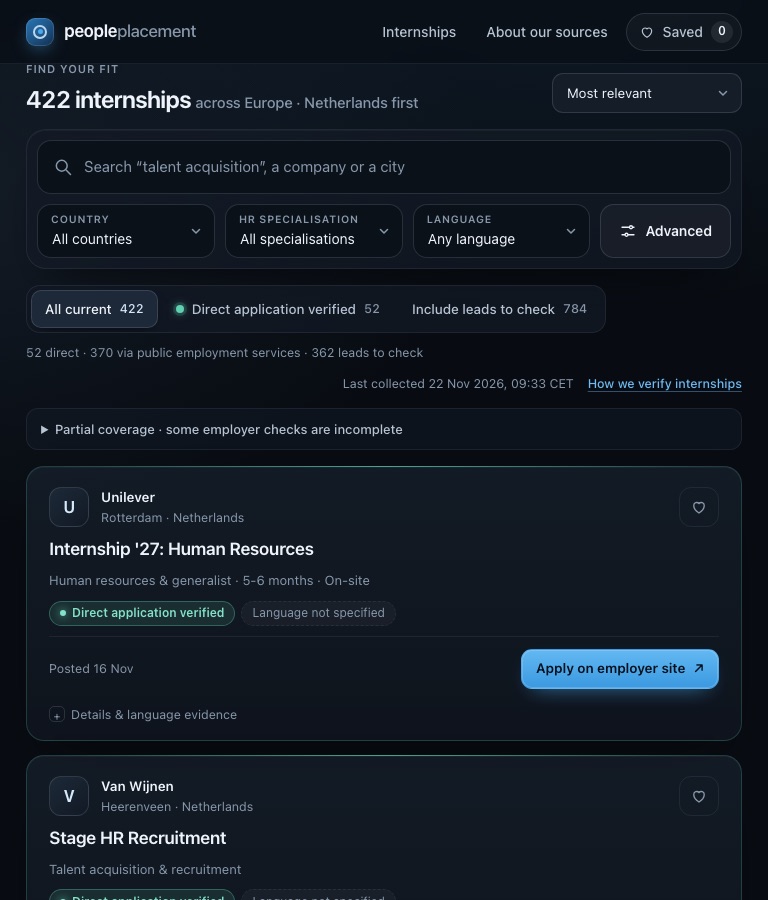 peopleplacement
Internships
About our sources
Saved 0
FIND YOUR FIT
422 internships across Europe · Netherlands first
Most relevant
Search “talent acquisition”, a company or a city
COUNTRY
All countries
HR SPECIALISATION
All specialisations
LANGUAGE
Any language
Advanced
All current 422
Direct application verified 52
Include leads to check 784
52 direct · 370 via public employment services · 362 leads to check
Last collected 22 Nov 2026, 09:33 CET How we verify internships
Partial coverage · some employer checks are incomplete
U
Unilever
Rotterdam · Netherlands
Internship '27: Human Resources
Human resources & generalist · 5-6 months · On-site
Direct application verified
Language not specified
Posted 16 Nov
Apply on employer site ↗
+ Details & language evidence
V
Van Wijnen
Heerenveen · Netherlands
Stage HR Recruitment
Talent acquisition & recruitment
Direct application verified
Language not specified